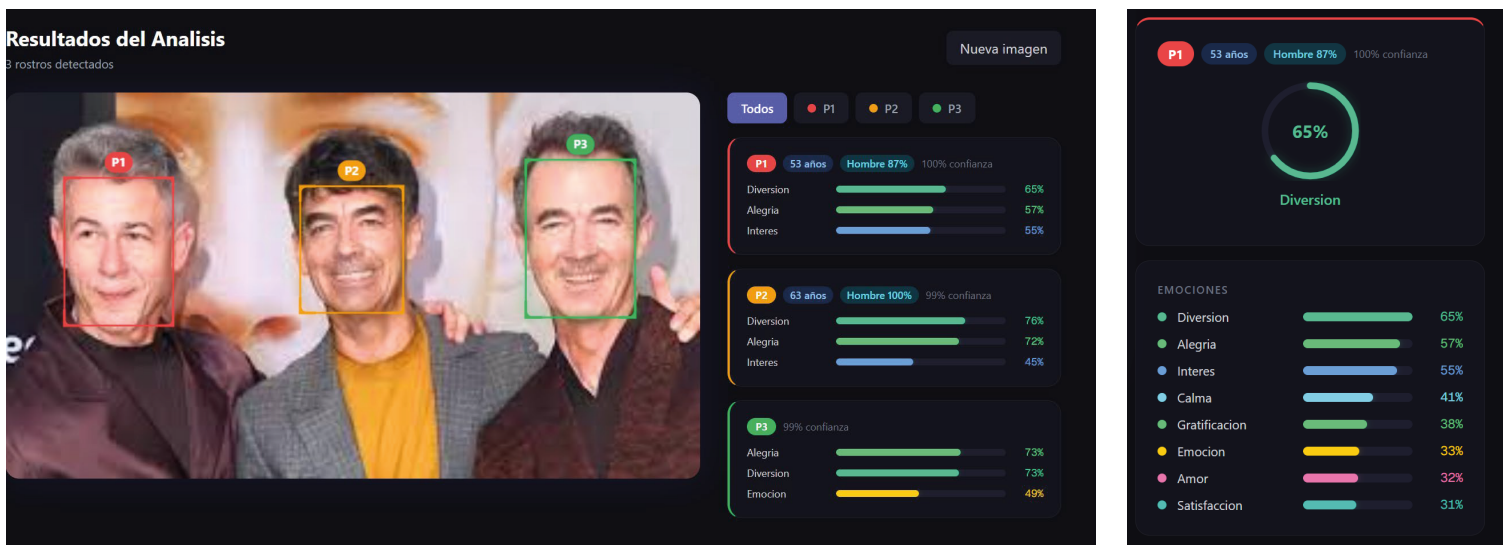 Resultados del Analisis
3 rostros detectados
Nueva imagen
P1
P2
P3
Todos
P1
P2
P3
P1 53 años Hombre 87% 100% confianza
Diversion 65%
Alegria 57%
Interes 55%
P2 63 años Hombre 100% 99% confianza
Diversion 76%
Alegria 72%
Interes 45%
P3 99% confianza
Alegria 73%
Diversion 73%
Emocion 49%
P1 53 años Hombre 87% 100% confianza
65%
Diversion
EMOCIONES
Diversion 65%
Alegria 57%
Interes 55%
Calma 41%
Gratificacion 38%
Emocion 33%
Amor 32%
Satisfaccion 31%